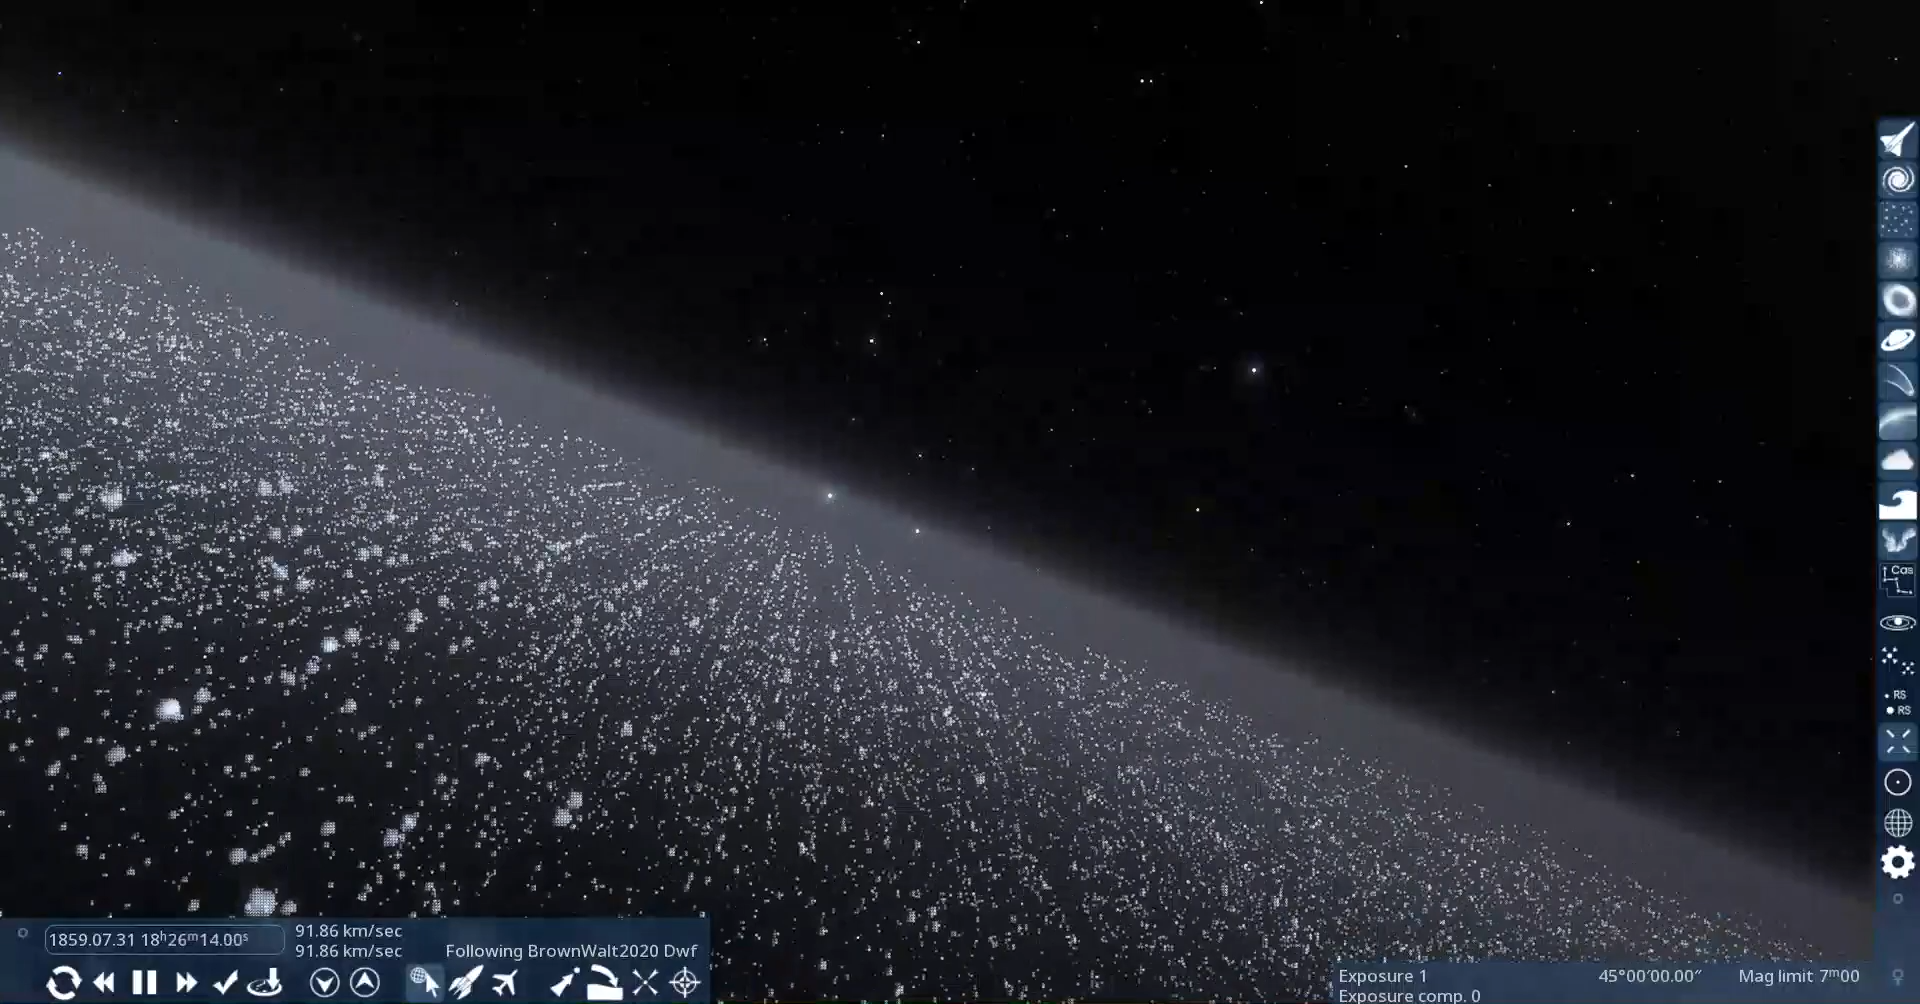 Cas
RS
RS
1859.07.31 18ʰ26ᵐ14.00ˢ
91.86 km/sec
91.86 km/sec
Following BrownWalt2020 Dwf
Exposure 1
45°00′00.00″
Mag limit 7ᵐ00
Exposure comp. 0